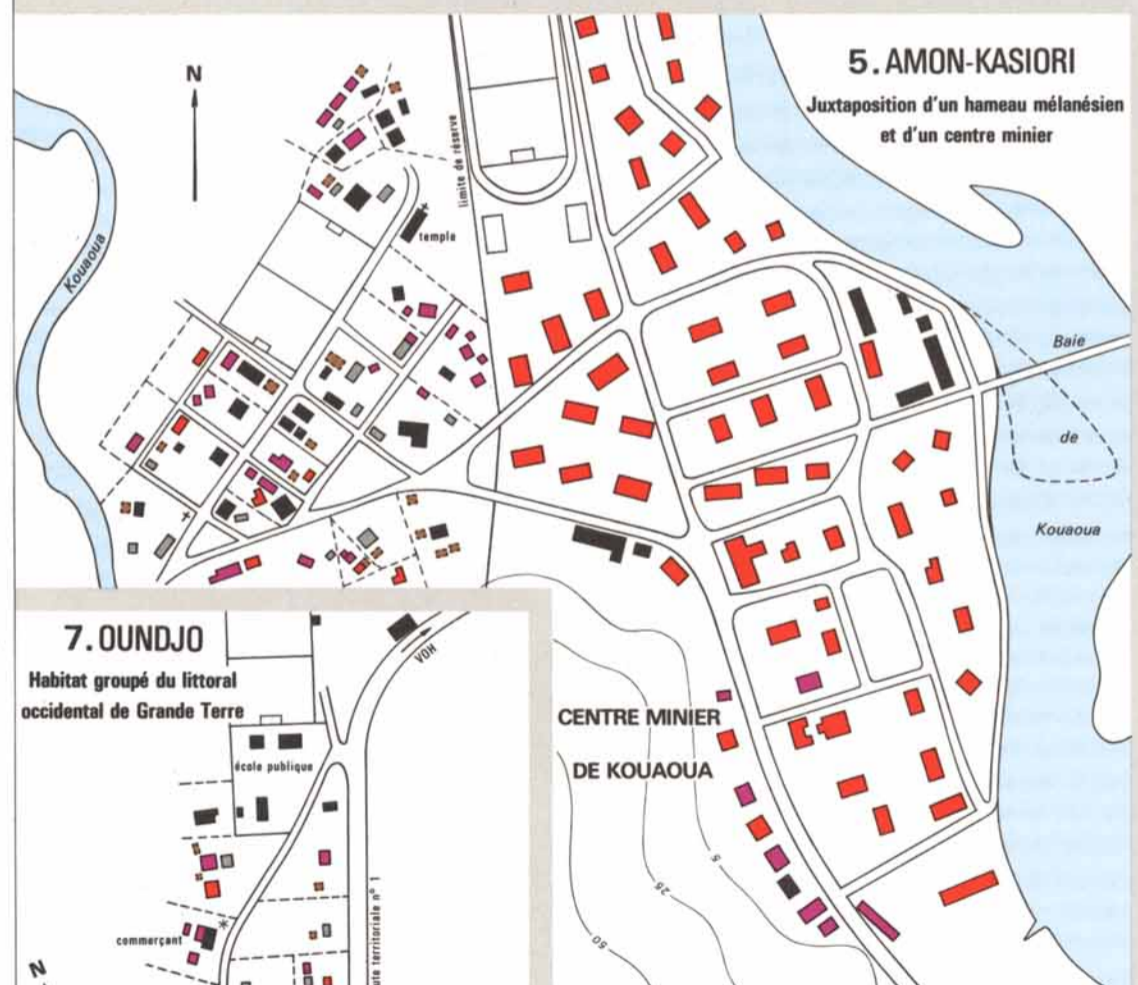 5. AMON-KASIORI
Juxtaposition d'un hameau mélanésien
et d'un centre minier
N
Kouaoua
limite de réserve
temple
Baie
de
Kouaoua
CENTRE MINIER
DE KOUAOUA
5
25
50
7. OUNDJO
Habitat groupé du littoral
occidental de Grande Terre
VOH
école publique
commerçant
territoriale n° 1
N